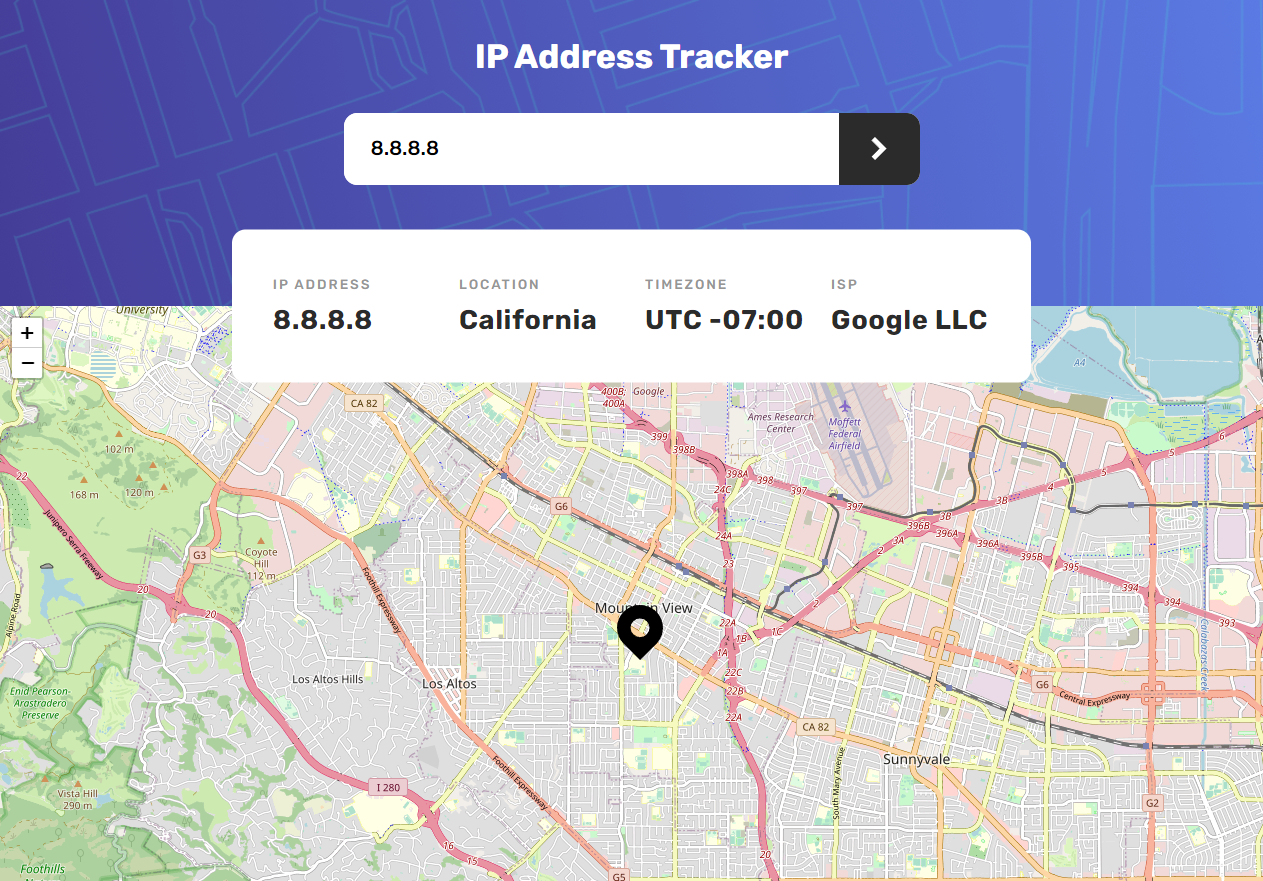 IP Address Tracker
8.8.8.8
IP ADDRESS
8.8.8.8
LOCATION
California
TIMEZONE
UTC -07:00
ISP
Google LLC
+
−
University
A4
CA 82
400B;
400A
Google
Ames Research
Center
Moffett
Federal
Airfield
399
398B
398A
398
397
397
24C
24A
23
22A
1B
1C
1A
22C
22B
22A
20
102 m
168 m
120 m
22
Junipero Serra Freeway
G3
Coyote
Hill
112 m
20
20
Alpine Road
G6
Foothill Expressway
6
5
5
4
3B
3B
396B
396A
3A
2
2
396A
395B
395
394
394
393
Mountain View
Los Altos Hills
Los Altos
Enid Pearson-
Arastradero
Preserve
Calabazas Creek
G6
Central Expressway
CA 82
Sunnyvale
South Mary Avenue
Foothill Expressway
I 280
Vista Hill
290 m
G2
16
15
G5
Foothills